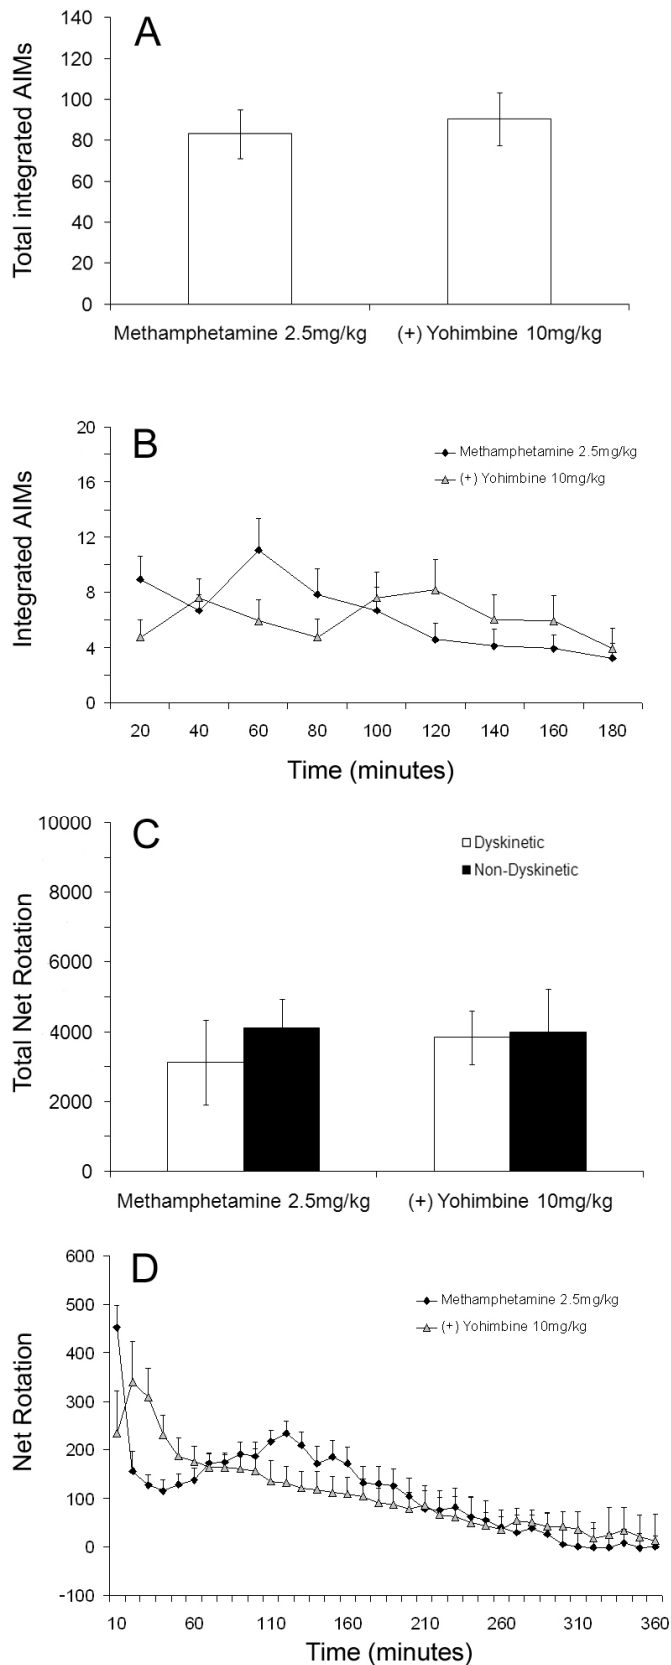 A
Total integrated AIMs
140
120
100
80
60
40
20
0
Methamphetamine 2.5mg/kg
(+) Yohimbine 10mg/kg
B
Integrated AIMs
20
16
12
8
4
0
Methamphetamine 2.5mg/kg
(+) Yohimbine 10mg/kg
20 40 60 80 100 120 140 160 180
Time (minutes)
C
Total Net Rotation
10000
8000
6000
4000
2000
0
Dyskinetic
Non-Dyskinetic
Methamphetamine 2.5mg/kg
(+) Yohimbine 10mg/kg
D
Net Rotation
600
500
400
300
200
100
0
-100
Methamphetamine 2.5mg/kg
(+) Yohimbine 10mg/kg
10 60 110 160 210 260 310 360
Time (minutes)